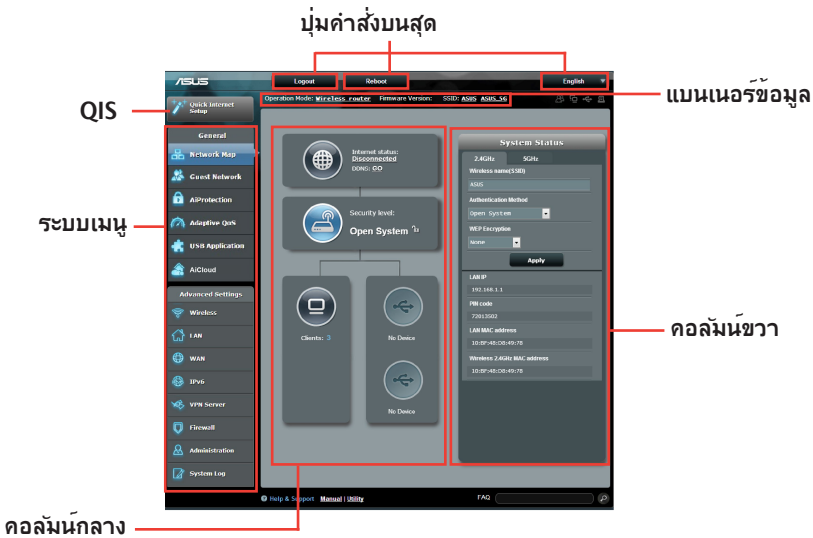 ปุ่มคำสั่งบนสุด
ASUS
Logout
Reboot
English
QIS
Quick Internet
Setup
Operation Mode: Wireless router Firmware Version: SSID: ASUS ASUS_5G
แบนเนอร์ข้อมูล
General
Network Map
Guest Network
AiProtection
ระบบเมนู
Adaptive QoS
USB Application
AiCloud
Advanced Settings
Wireless
LAN
WAN
IPv6
VPN Server
Firewall
Administration
System Log
Internet status:
Disconnected
DDNS: GO
Security level:
Open System
Clients: 3
No Device
No Device
System Status
2.4GHz 5GHz
Wireless name(SSID)
ASUS
Authentication Method
Open System
WEP Encryption
None
Apply
LAN IP
192.168.1.1
PIN code
72013502
LAN MAC address
10:BF:48:D8:49:78
Wireless 2.4GHz MAC address
10:BF:48:D8:49:78
คอลัมน์ขวา
Help & Support Manual | Utility
FAQ
คอลัมน์กลาง